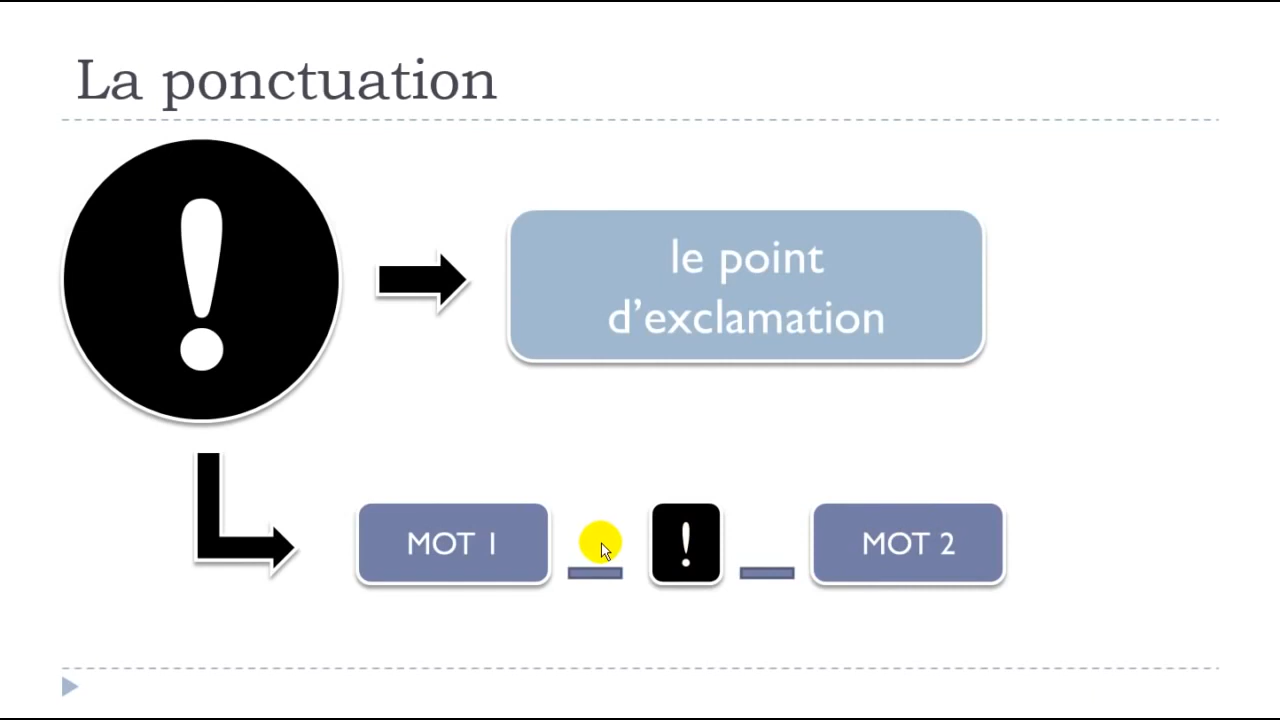 La ponctuation
!
le point
d’exclamation
MOT 1 _ ! _ MOT 2